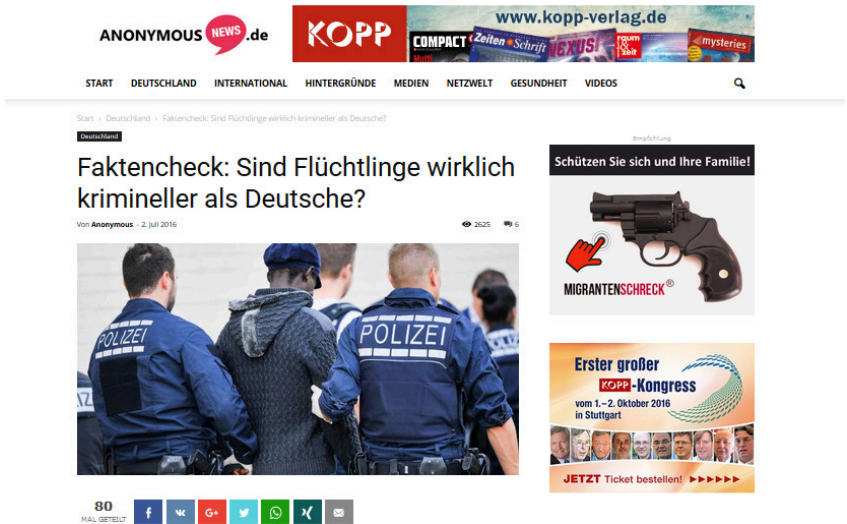 ANONYMOUS NEWS .de
KOPP
www.kopp-verlag.de
COMPACT Zeiten Schrift NEXUS raum & zeit mysteries
START DEUTSCHLAND INTERNATIONAL HINTERGRÜNDE MEDIEN NETZWELT GESUNDHEIT VIDEOS
Start › Deutschland › Faktencheck: Sind Flüchtlinge wirklich krimineller als Deutsche?
Deutschland
Faktencheck: Sind Flüchtlinge wirklich
krimineller als Deutsche?
Von Anonymous - 2. Juli 2016 2625 6
POLIZEI
POLIZEI
80
MAL GETEILT
G+
#mpfehlung
Schützen Sie sich und Ihre Familie!
MIGRANTENSCHRECK®
Erster großer
KOPP-Kongress
vom 1.–2. Oktober 2016
in Stuttgart
JETZT Ticket bestellen!